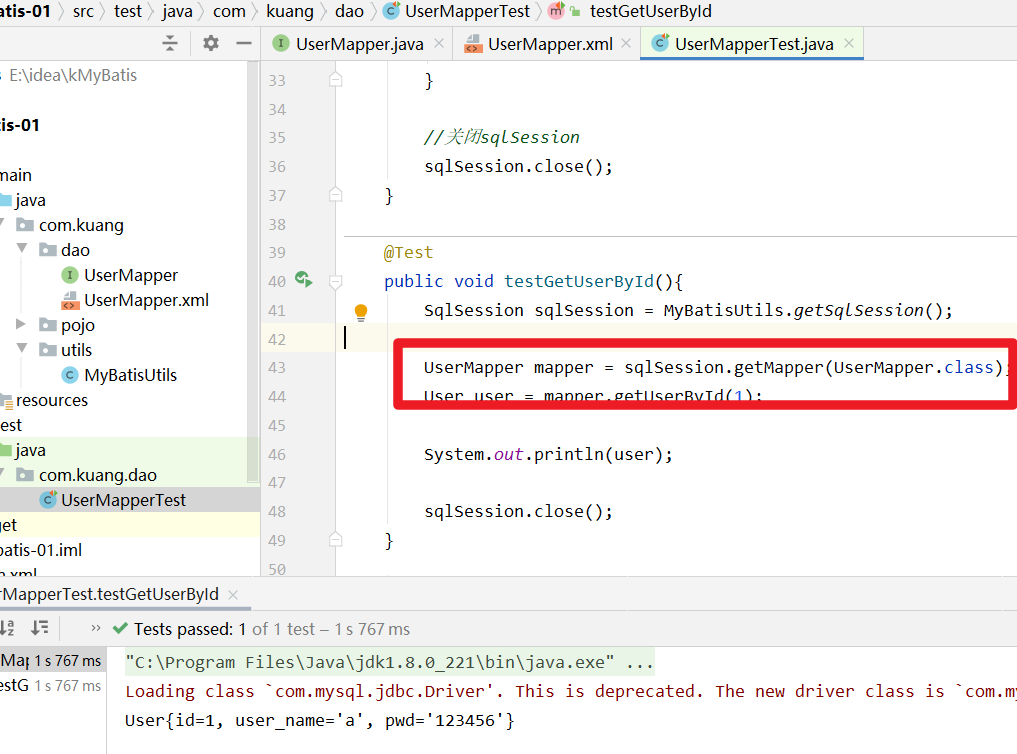 atis-01 src test java com kuang dao UserMapperTest testGetUserById
UserMapper.java UserMapper.xml UserMapperTest.java
E:\idea\kMyBatis
tis-01
main
java
com.kuang
dao
UserMapper
UserMapper.xml
pojo
utils
MyBatisUtils
resources
est
java
com.kuang.dao
UserMapperTest
get
batis-01.iml
33 }
34
35 //关闭sqlSession
36 sqlSession.close();
37 }
38
39 @Test
40 public void testGetUserById(){
41 SqlSession sqlSession = MyBatisUtils.getSqlSession();
42
43 UserMapper mapper = sqlSession.getMapper(UserMapper.class);
44 User user = mapper.getUserById(1);
45
46 System.out.println(user);
47
48 sqlSession.close();
49 }
50
rMapperTest.testGetUserById
Tests passed: 1 of 1 test – 1 s 767 ms
Map 1 s 767 ms
estG 1 s 767 ms
"C:\Program Files\Java\jdk1.8.0_221\bin\java.exe" ...
Loading class `com.mysql.jdbc.Driver'. This is deprecated. The new driver class is `com.my
User{id=1, user_name='a', pwd='123456'}